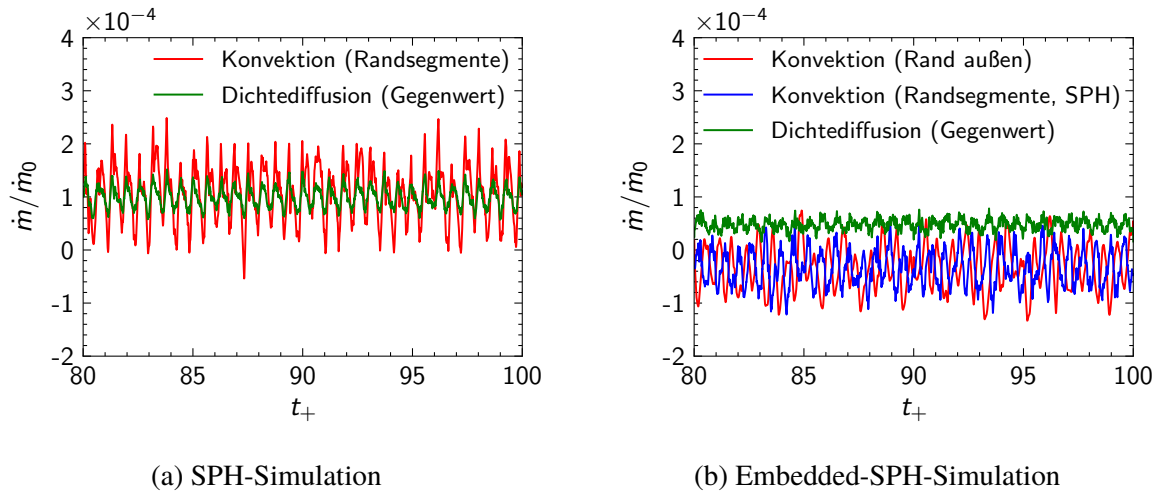 ×10⁻⁴
4
3
2
1
0
-1
-2
ṁ/ṁ₀
Konvektion (Randsegmente)
Dichtediffusion (Gegenwert)
80
85
90
95
100
t₊
(a) SPH-Simulation
×10⁻⁴
4
3
2
1
0
-1
-2
ṁ/ṁ₀
Konvektion (Rand außen)
Konvektion (Randsegmente, SPH)
Dichtediffusion (Gegenwert)
80
85
90
95
100
t₊
(b) Embedded-SPH-Simulation